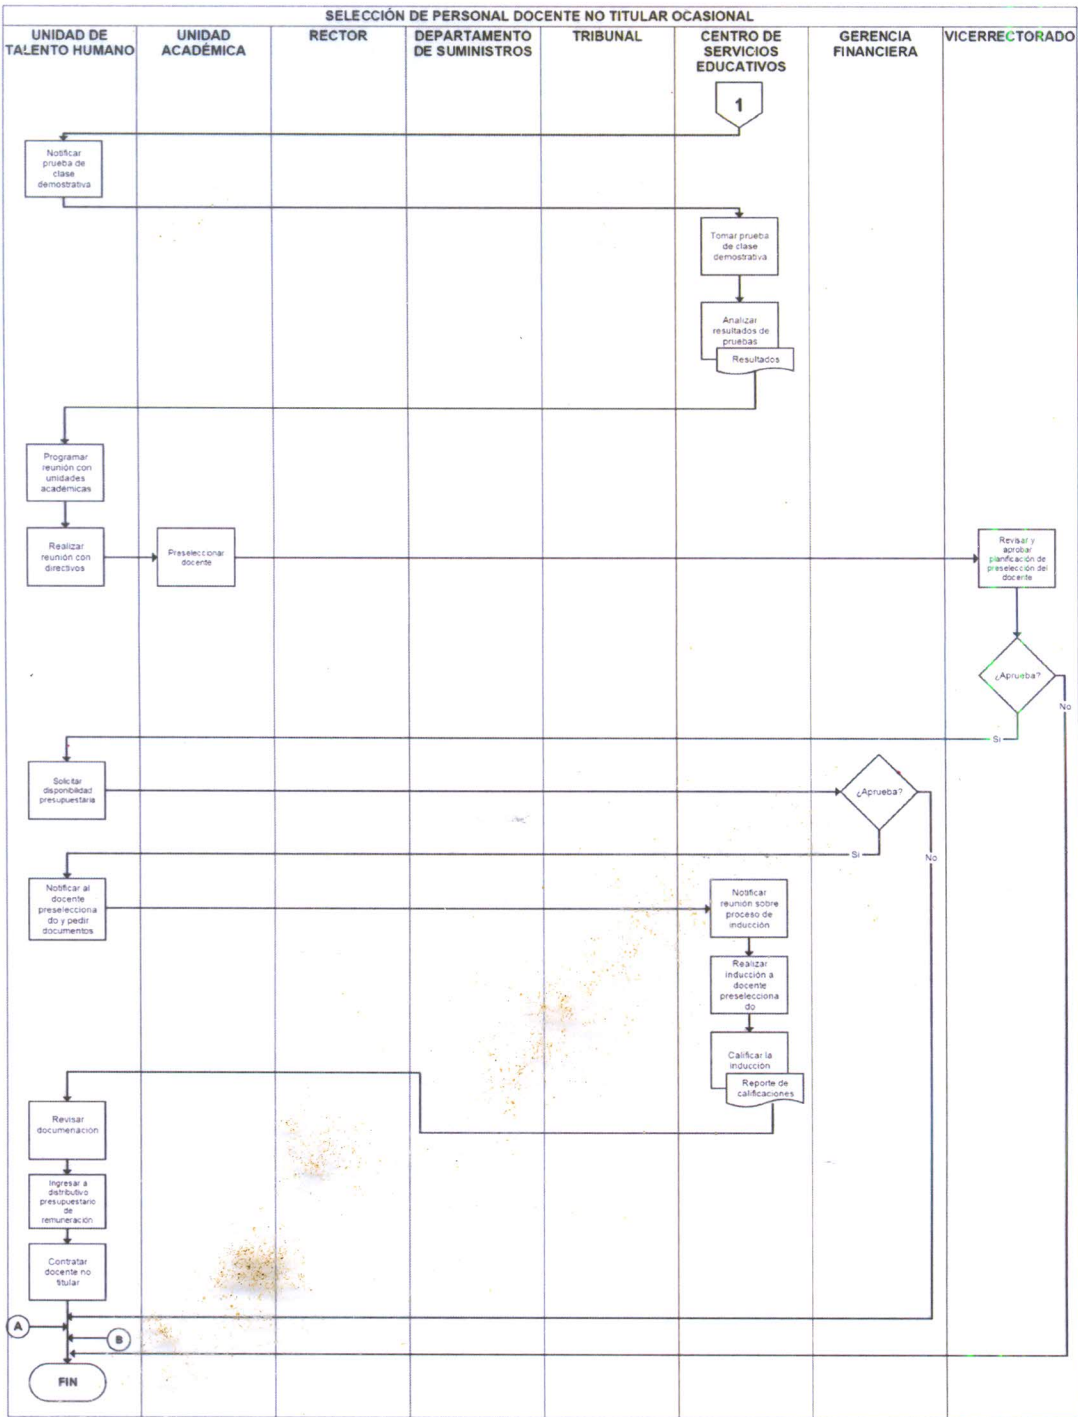 SELECCIÓN DE PERSONAL DOCENTE NO TITULAR OCASIONAL
UNIDAD DE
TALENTO HUMANO
UNIDAD
ACADÉMICA
RECTOR
DEPARTAMENTO
DE SUMINISTROS
TRIBUNAL
CENTRO DE
SERVICIOS
EDUCATIVOS
GERENCIA
FINANCIERA
VICERRECTORADO
1
Notificar
prueba de
clase
demostrativa
Tomar prueba
de clase
demostrativa
Analizar
resultados de
pruebas
Resultados
Programar
reunión con
unidades
académicas
Realizar
reunión con
directivos
Preseleccionar
docente
Revisar y
aprobar
planificación de
preselección del
docente
¿Aprueba?
No
Si
Solicitar
disponibilidad
presupuestaria
¿Aprueba?
Si
No
Notificar al
docente
preselecciona
do y pedir
documentos
Notificar
reunión sobre
proceso de
inducción
Realizar
inducción a
docente
preselecciona
do
Calificar la
inducción
Reporte de
calificaciones
Revisar
documenación
Ingresar a
distributivo
presupuestario
de
remuneración
Contratar
docente no
titular
A
B
FIN